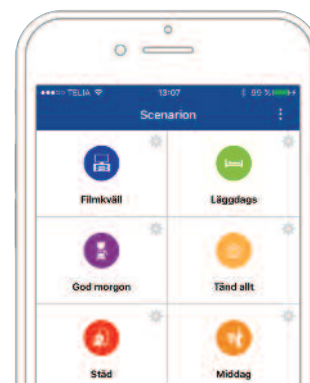 TELIA 13:07 89 %
Scenarion
Filmkväll Läggdags
God morgon Tänd allt
Städ Middag